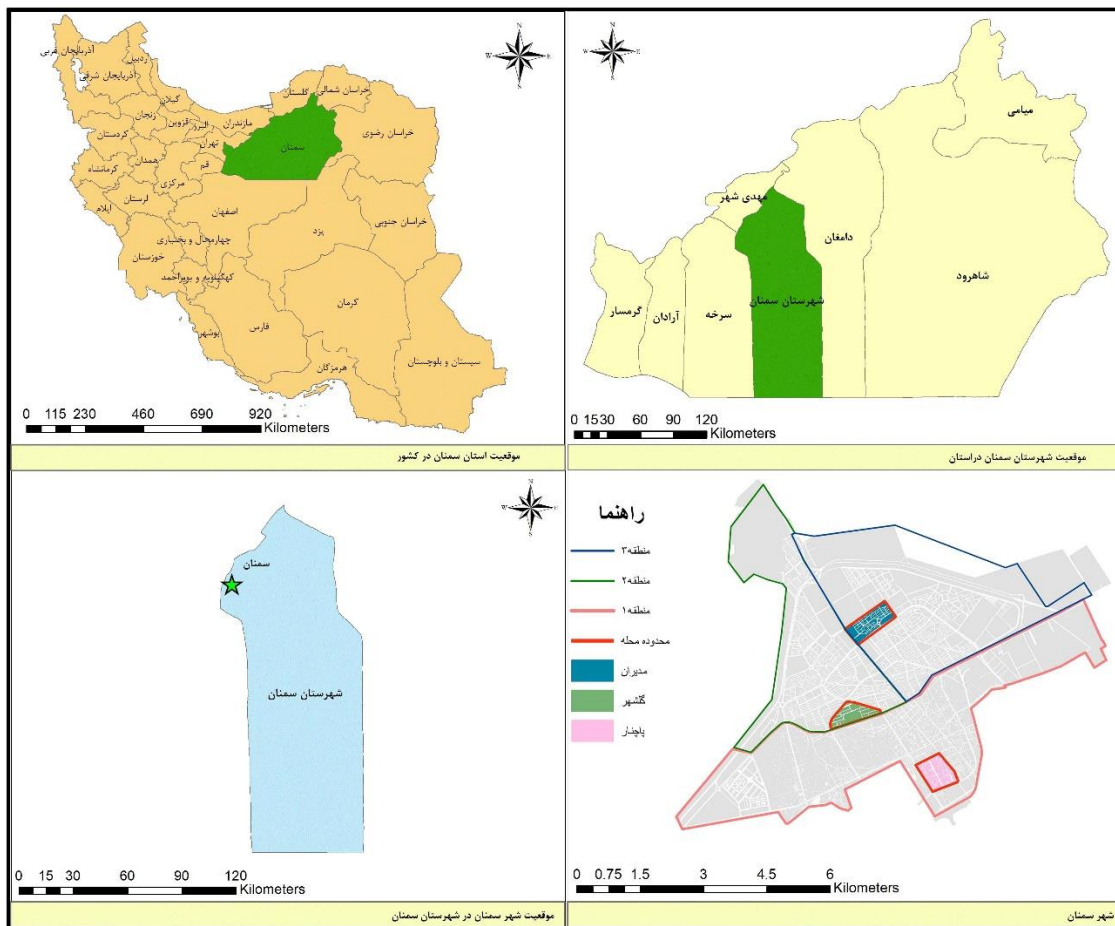 N
W
E
S
آذربایجان غربی
آذربایجان شرقی
اردبیل
گیلان
زنجان
کردستان
قزوین
البرز
مازندران
گلستان
خراسان شمالی
خراسان رضوی
سمنان
تهران
قم
همدان
کرمانشاه
مرکزی
لرستان
ایلام
اصفهان
یزد
خراسان جنوبی
چهارمحال و بختیاری
خوزستان
کهگیلویه و بویراحمد
کرمان
فارس
بوشهر
هرمزگان
سیستان و بلوچستان
0 115 230 460 690 920
Kilometers
موقعیت استان سمنان در کشور
N
W
E
S
میامی
مهدی شهر
دامغان
شاهرود
شهرستان سمنان
سرخه
آرادان
گرمسار
0 15 30 60 90 120
Kilometers
موقعیت شهرستان سمنان دراستان
N
W
E
S
سمنان
شهرستان سمنان
0 15 30 60 90 120
Kilometers
موقعیت شهر سمنان در شهرستان سمنان
راهنما
منطقه۳
منطقه۲
منطقه۱
محدوده محله
مدیران
گلشهر
پاچنار
0 0.75 1.5 3 4.5 6
Kilometers
شهر سمنان